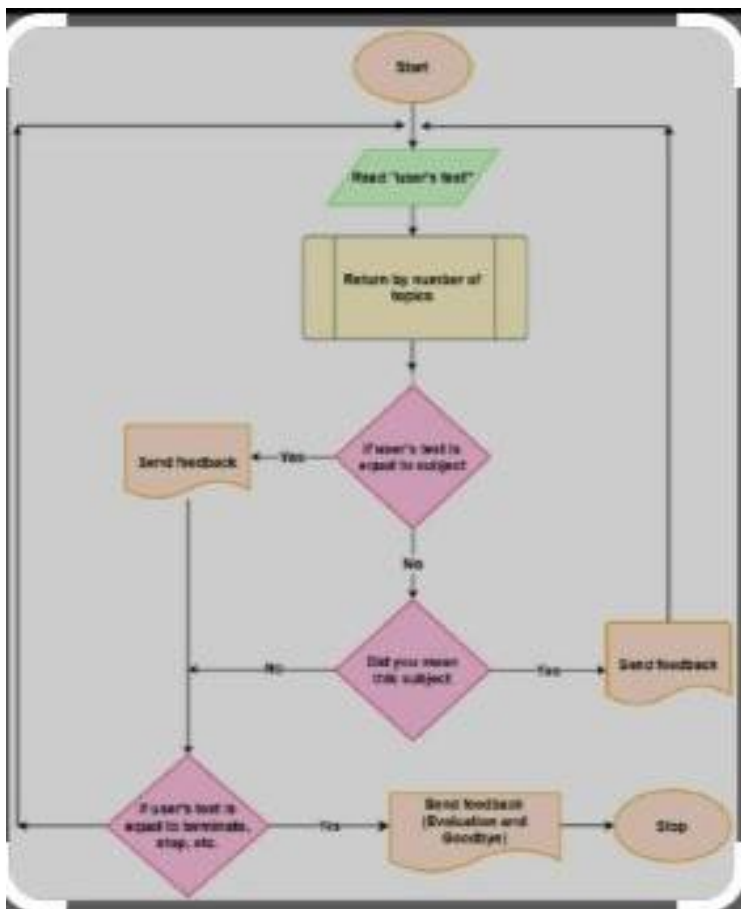 Start
Read "user's text"
Return by number of
topics
If user's text is
equal to subject
Yes
Send feedback
No
Did you mean
this subject
No
Yes
Send feedback
If user's text is
equal to terminate,
stop, etc.
Yes
Send feedback
(Evaluation and
Goodbye)
Stop